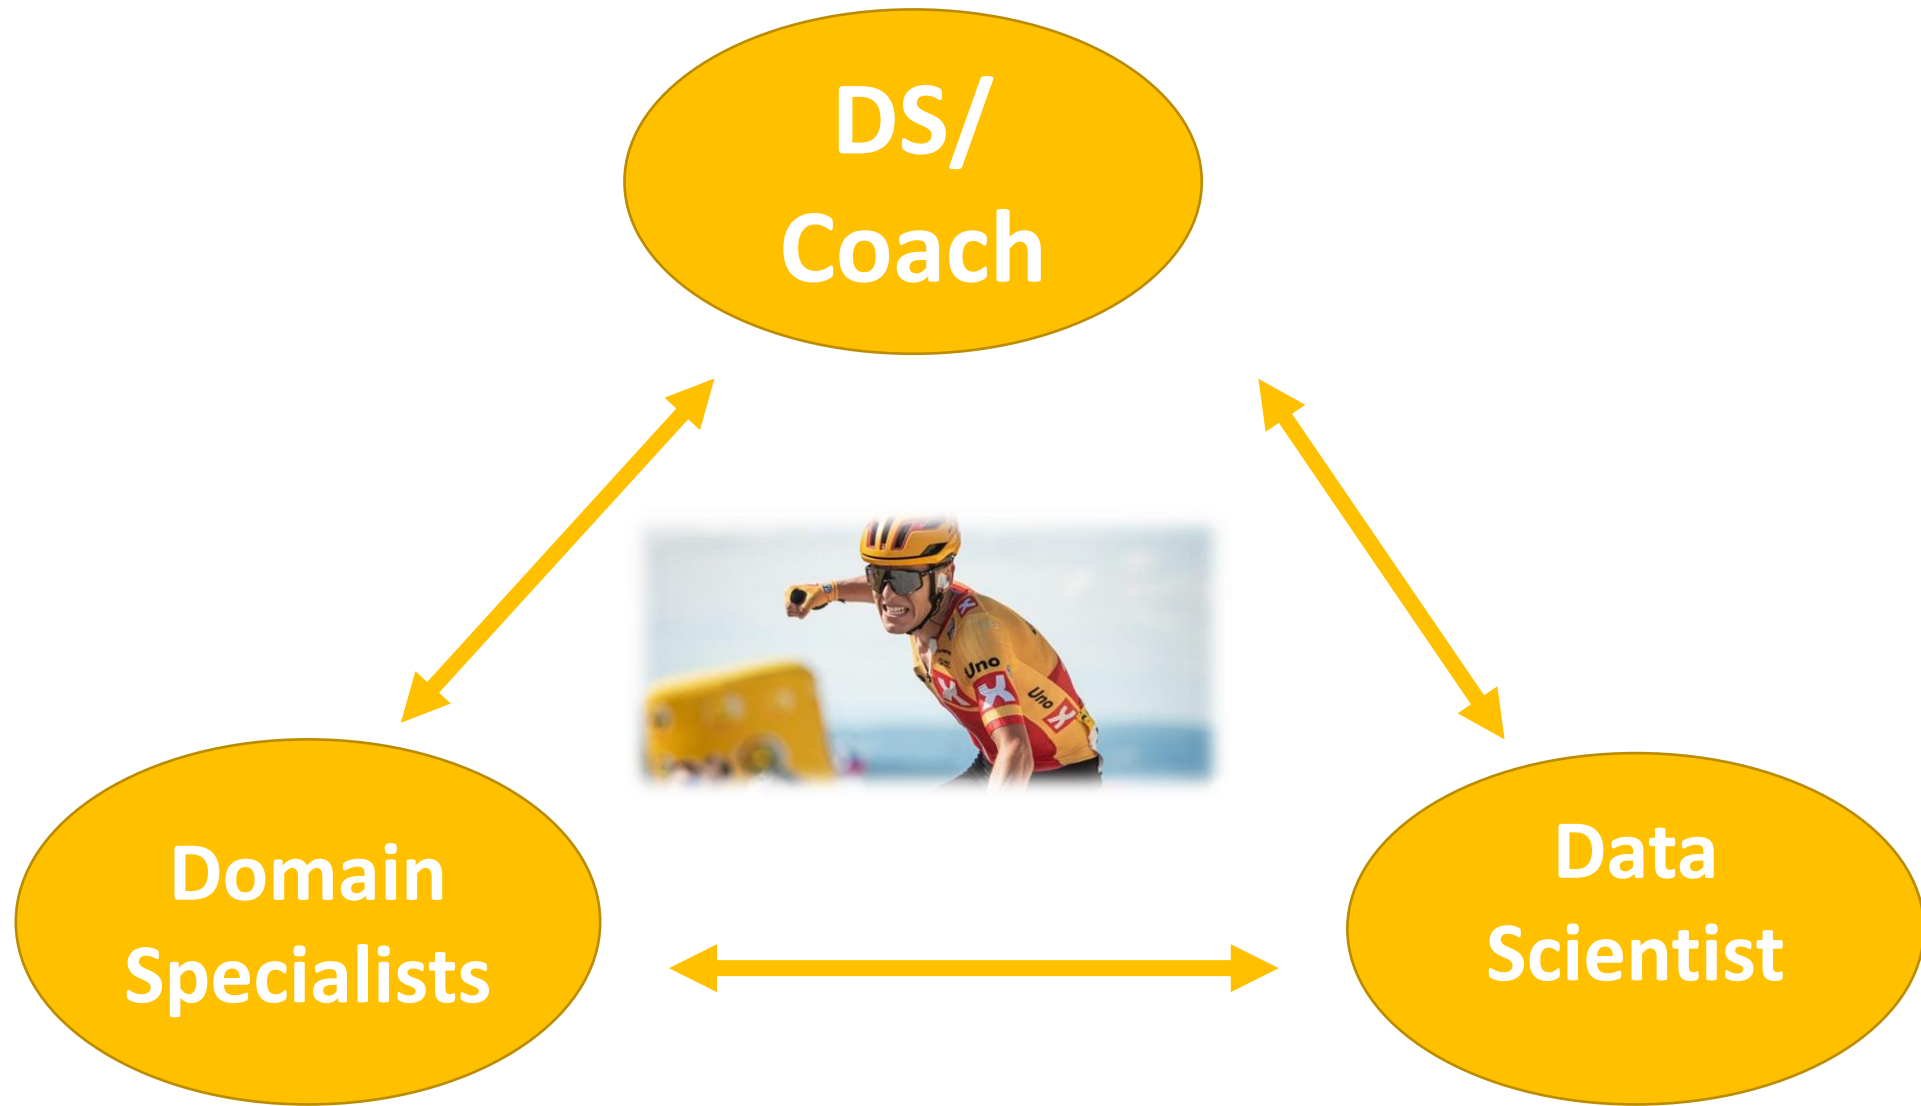 DS/
Coach
Uno
X
X
Uno
X
X
Domain
Specialists
Data
Scientist